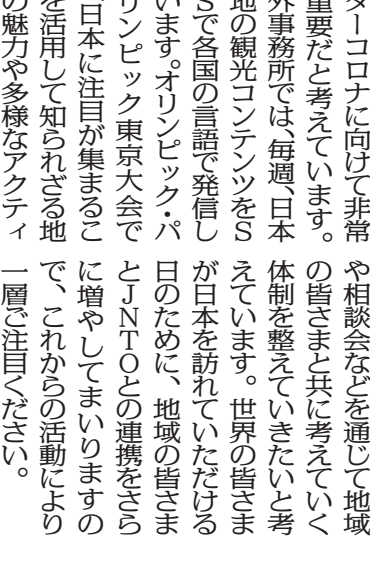 ターコロナに向けて非常
重要だと考えています。
外事務所では、毎週、日本
地の観光コンテンツをS
Sで各国の言語で発信し
います。オリンピック・パ
リンピック東京大会で
日本に注目が集まるこ
を活用して知られざる地
の魅力や多様なアクティ
や相談会などを通じて地域
の皆さまと共に考えていく
体制を整えていきたいと考
えています。世界の皆さま
が日本を訪れていただける
日のために、地域の皆さま
とJNTOとの連携をさら
に増やしてまいりますの
で、これからの活動により
一層ご注目ください。